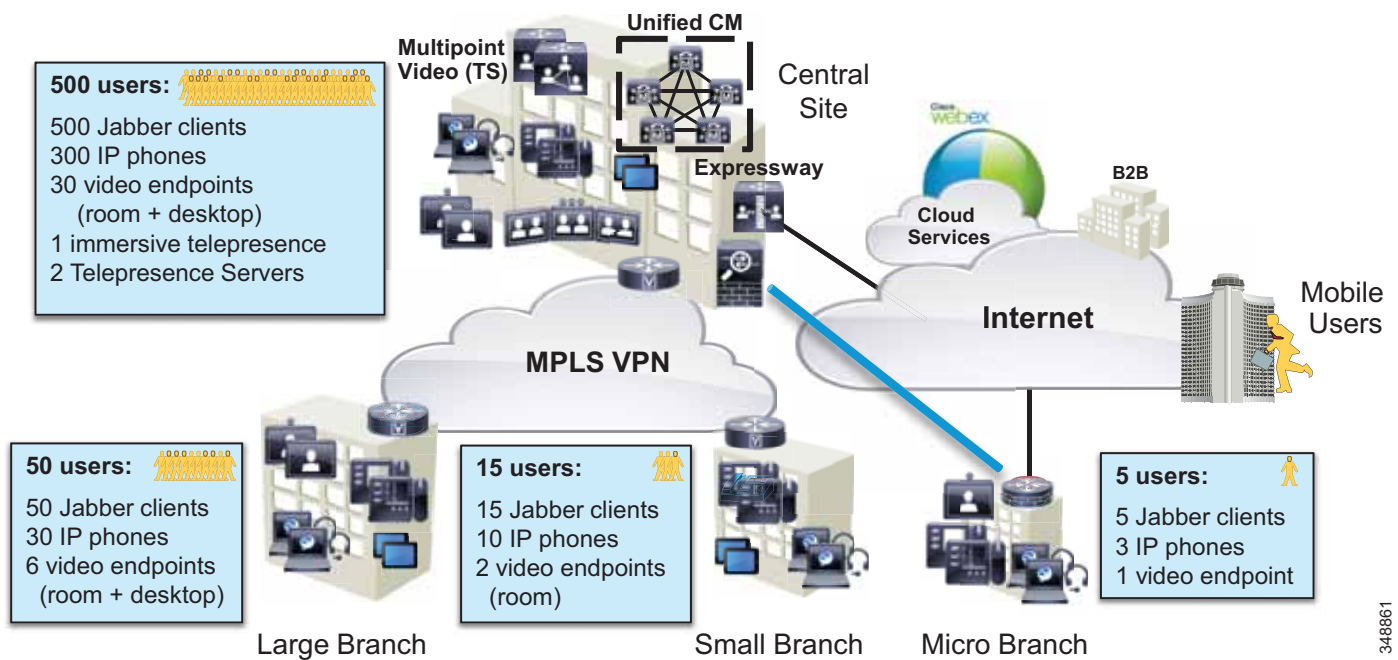 Unified CM
Multipoint
Video (TS)
Central
Site
500 users:
500 Jabber clients
300 IP phones
30 video endpoints
(room + desktop)
1 immersive telepresence
2 Telepresence Servers
Expressway
Cisco
webex
Cloud
Services
B2B
Internet
Mobile
Users
MPLS VPN
50 users:
50 Jabber clients
30 IP phones
6 video endpoints
(room + desktop)
15 users:
15 Jabber clients
10 IP phones
2 video endpoints
(room)
5 users:
5 Jabber clients
3 IP phones
1 video endpoint
Large Branch
Small Branch
Micro Branch
348861